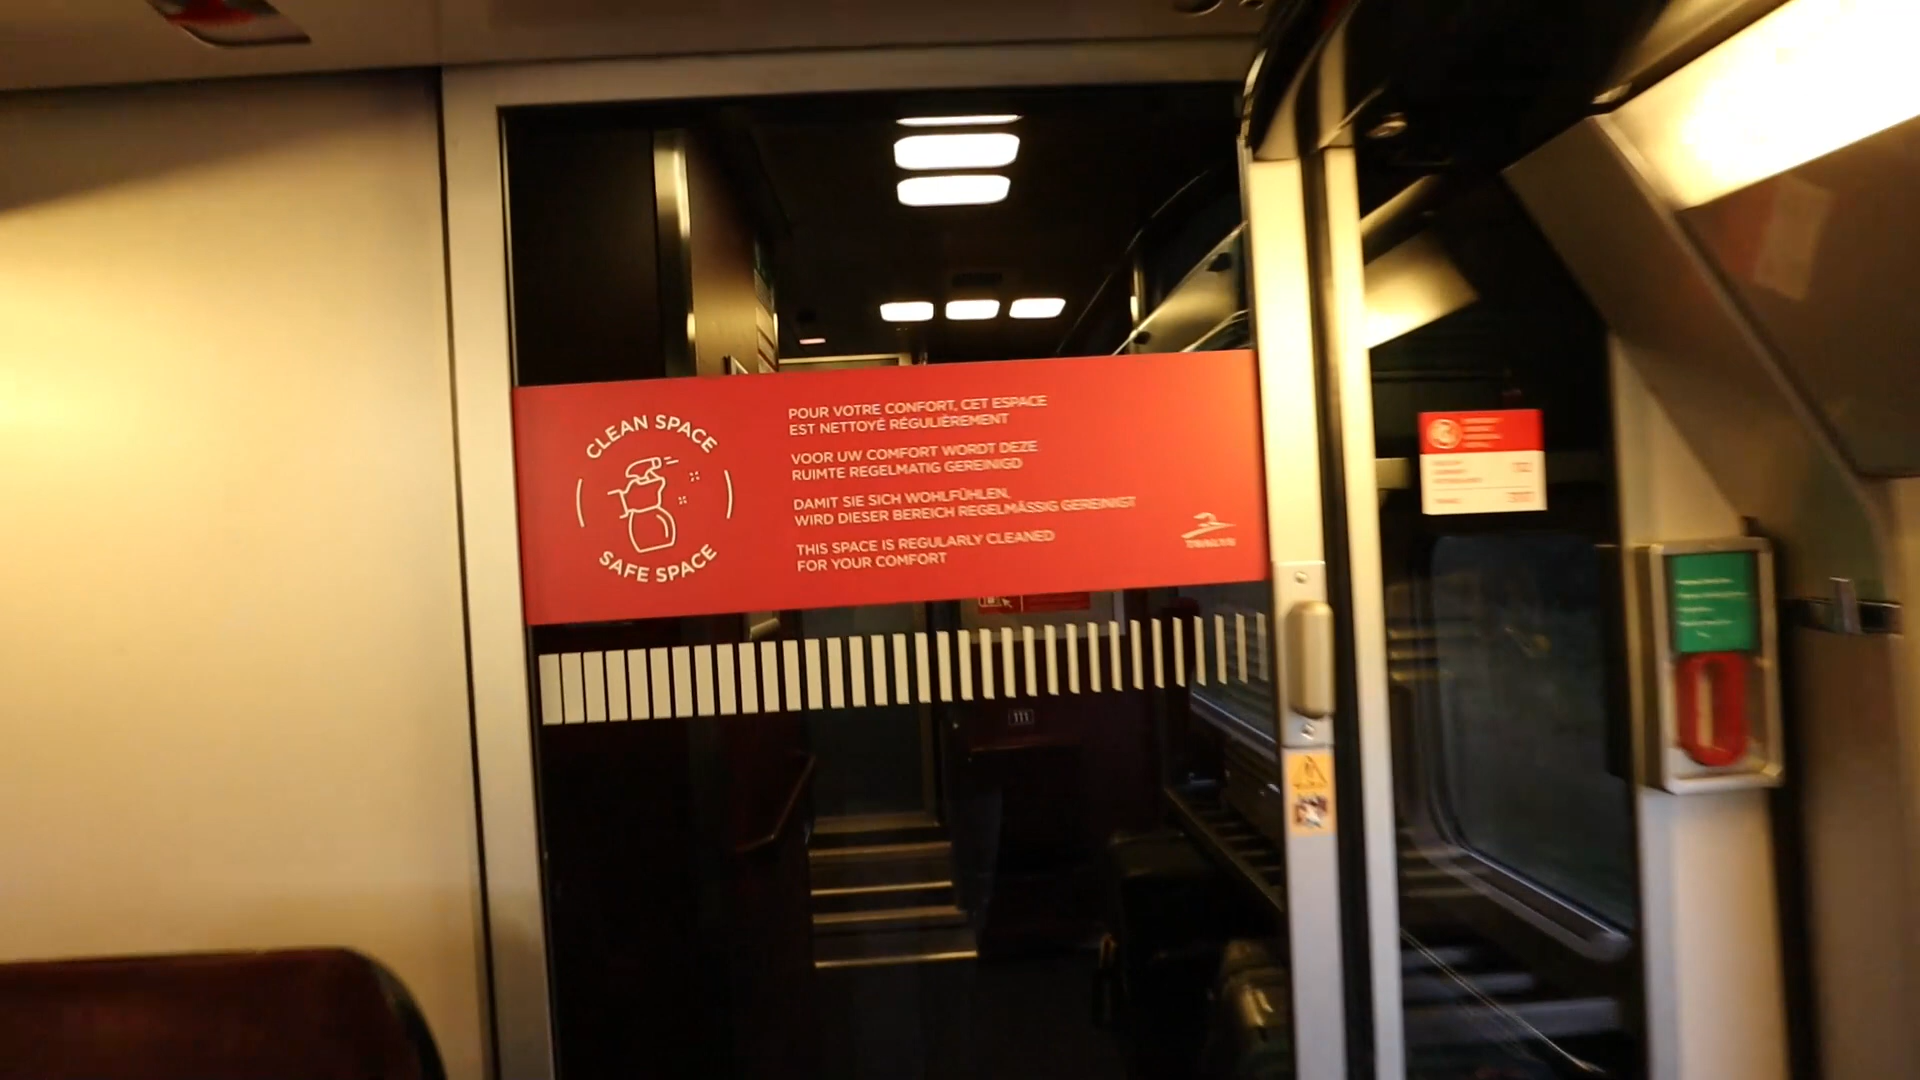 CLEAN SPACE
SAFE SPACE
POUR VOTRE CONFORT, CET ESPACE
EST NETTOYÉ RÉGULIÈREMENT
VOOR UW COMFORT WORDT DEZE
RUIMTE REGELMATIG GEREINIGD
DAMIT SIE SICH WOHLFÜHLEN,
WIRD DIESER BEREICH REGELMÄSSIG GEREINIGT
THIS SPACE IS REGULARLY CLEANED
FOR YOUR COMFORT
THALYS
111